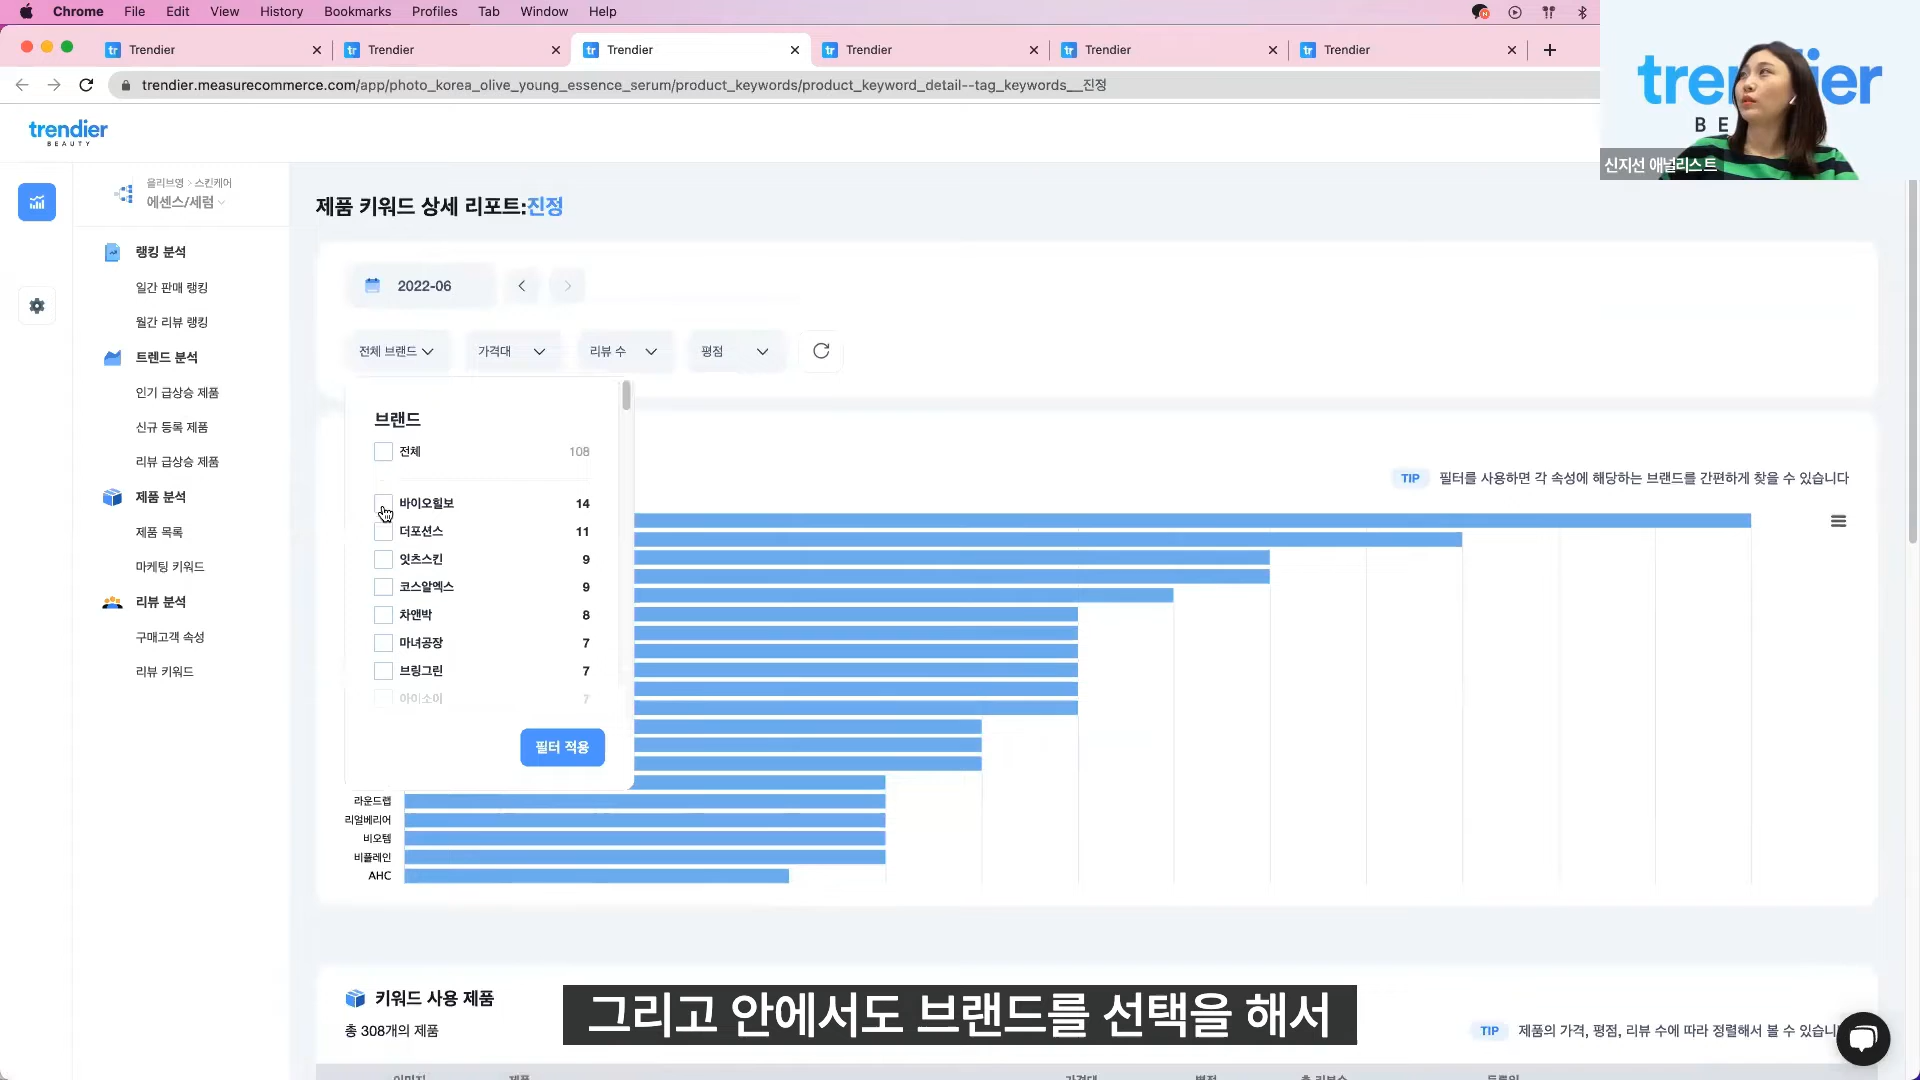 Chrome File Edit View History Bookmarks Profiles Tab Window Help
tr Trendier
tr Trendier
tr Trendier
tr Trendier
tr Trendier
tr Trendier
trendier.measurecommerce.com/app/photo_korea_olive_young_essence_serum/product_keywords/product_keyword_detail--tag_keywords__진정
신지선 애널리스트
trendier
BEAUTY
올리브영 > 스킨케어
에센스/세럼
랭킹 분석
일간 판매 랭킹
월간 리뷰 랭킹
트렌드 분석
인기 급상승 제품
신규 등록 제품
리뷰 급상승 제품
제품 분석
제품 목록
마케팅 키워드
리뷰 분석
구매고객 속성
리뷰 키워드
제품 키워드 상세 리포트:진정
2022-06
전체 브랜드 가격대 리뷰 수 평점
브랜드
전체 108
바이오힐보 14
더포션스 11
잇츠스킨 9
코스알엑스 9
차앤박 8
마녀공장 7
브링그린 7
아이소이 7
필터 적용
TIP 필터를 사용하면 각 속성에 해당하는 브랜드를 간편하게 찾을 수 있습니다
라운드랩
리얼베리어
비오템
비플레인
AHC
키워드 사용 제품
총 308개의 제품
TIP 제품의 가격, 평점, 리뷰 수에 따라 정렬해서 볼 수 있습니
그리고 안에서도 브랜드를 선택을 해서